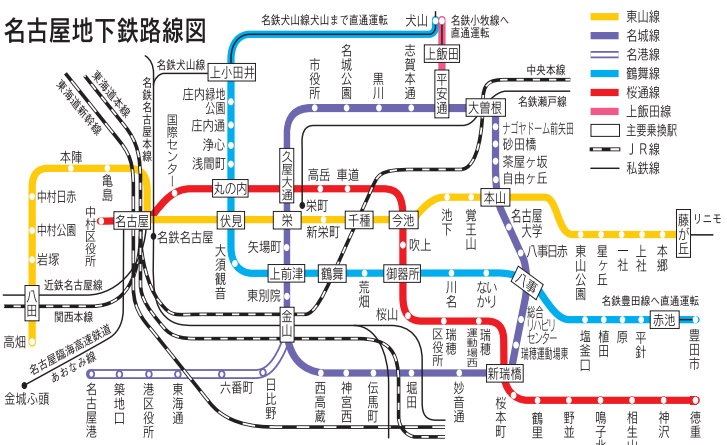 名古屋地下鉄路線図
名鉄犬山線犬山まで直通運転
犬山
名鉄小牧線へ
直通運転
東山線
名城線
名港線
鶴舞線
桜通線
上飯田線
主要乗換駅
ＪＲ線
私鉄線
名鉄犬山線
上小田井
上飯田
平安通
志賀本通
黒川
名城公園
市役所
東海道本線
東海道新幹線
名鉄名古屋本線
庄内緑地
公園
庄内通
浄心
浅間町
国際センター
丸の内
久屋大通
高岳
車道
大曽根
中央本線
名鉄瀬戸線
ナゴヤドーム前矢田
砂田橋
茶屋ヶ坂
自由ヶ丘
本陣
亀島
中村日赤
中村公園
岩塚
中村区役所
名古屋
名鉄名古屋
伏見
栄町
栄
新栄町
千種
今池
池下
覚王山
本山
名古屋
大学
東山公園
星ヶ丘
一社
上社
本郷
藤が丘
リニモ
八事日赤
吹上
矢場町
大須観音
上前津
鶴舞
荒畑
御器所
川名
いりなか
八事
名鉄豊田線へ直通運転
塩釜口
植田
原
平針
赤池
豊田市
近鉄名古屋線
関西本線
八田
高畑
名古屋臨海高速鉄道
あおなみ線
金城ふ頭
東別院
金山
桜山
瑞穂
区役所
瑞穂
運動場西
総合
リハビリ
センター
瑞穂運動場東
新瑞橋
名古屋港
築地口
港区役所
東海通
六番町
日比野
西高蔵
神宮西
伝馬町
堀田
妙音通
桜本町
鶴里
野並
鳴子北
相生山
神沢
徳重